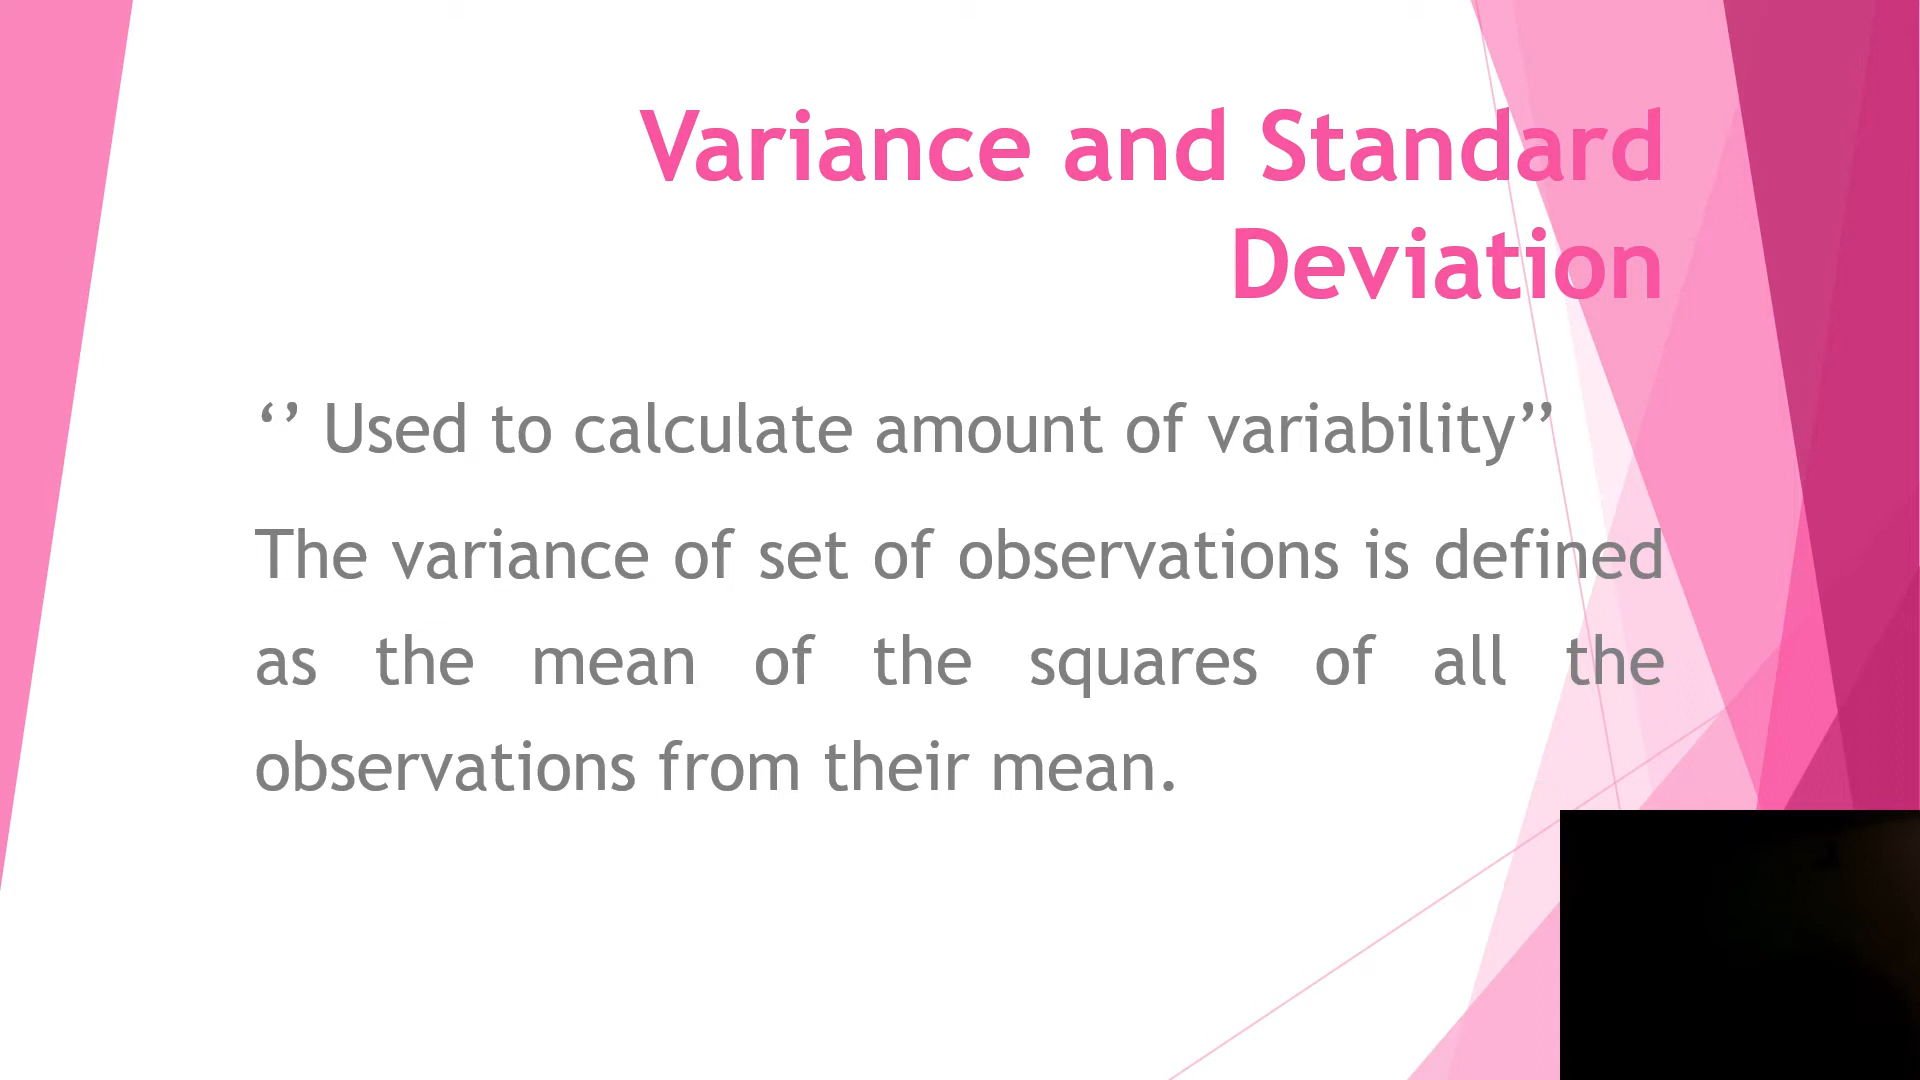 Variance and Standard
Deviation
‘’ Used to calculate amount of variability’’
The variance of set of observations is defined
as the mean of the squares of all the
observations from their mean.